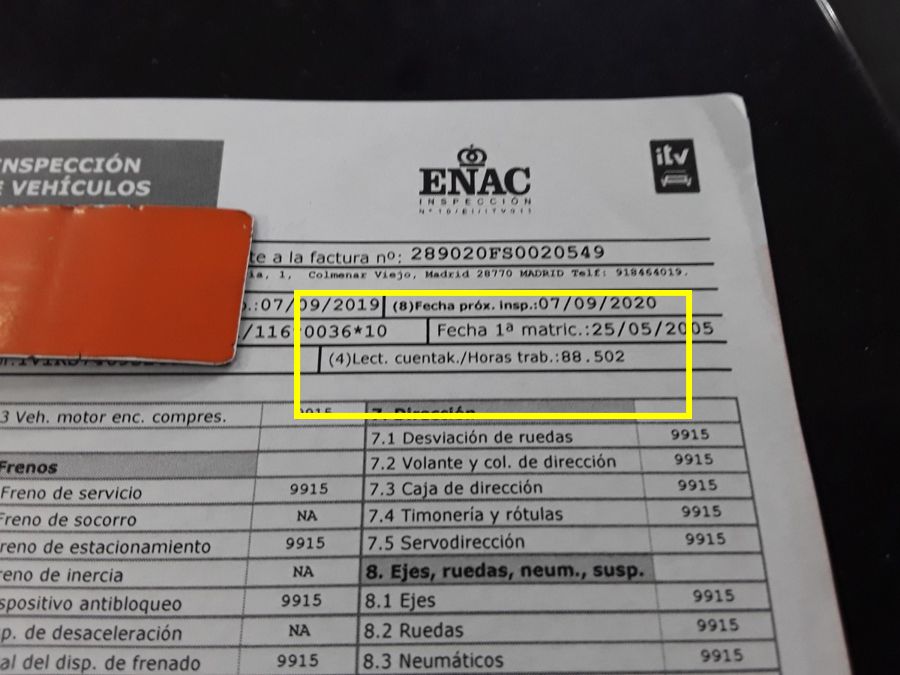 INSPECCIÓN
E VEHÍCULOS
ENAC
INSPECCIÓN
itv
te a la factura nº: 289020FS0020549
ia, 1, Colmenar Viejo, Madrid 28770 MADRID Telf: 918464019.
.:07/09/2019 (8)Fecha próx. insp.:07/09/2020
0036*10 Fecha 1ª matric.:25/05/2005
(4)Lect. cuentak./Horas trab.:88.502
3 Veh. motor enc. compres. 9915 7. Dirección
7.1 Desviación de ruedas 9915
Frenos 7.2 Volante y col. de dirección 9915
Freno de servicio 9915 7.3 Caja de dirección 9915
Freno de socorro NA 7.4 Timonería y rótulas 9915
reno de estacionamiento 9915 7.5 Servodirección 9915
reno de inercia NA 8. Ejes, ruedas, neum., susp.
spositivo antibloqueo 9915 8.1 Ejes 9915
sp. de desaceleración NA 8.2 Ruedas 9915
al del disp. de frenado 9915 8.3 Neumáticos 9915